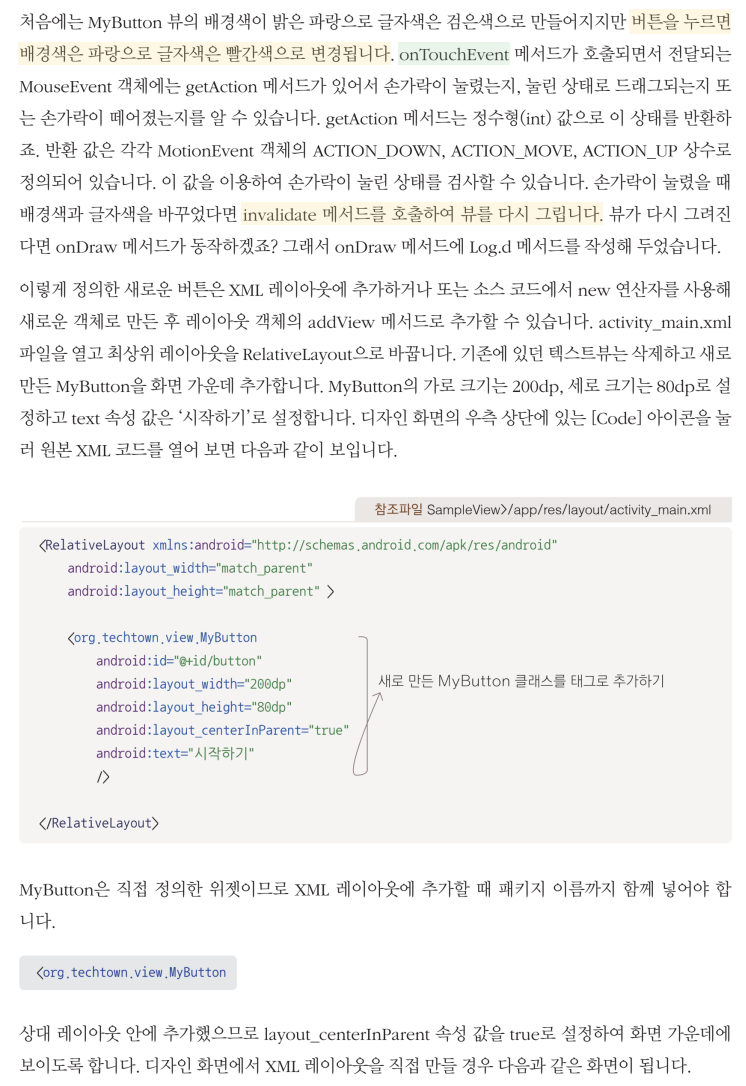 처음에는 MyButton 뷰의 배경색이 밝은 파랑으로 글자색은 검은색으로 만들어지지만 버튼을 누르면
배경색은 파랑으로 글자색은 빨간색으로 변경됩니다. onTouchEvent 메서드가 호출되면서 전달되는
MouseEvent 객체에는 getAction 메서드가 있어서 손가락이 눌렸는지, 눌린 상태로 드래그되는지 또
는 손가락이 떼어졌는지를 알 수 있습니다. getAction 메서드는 정수형(int) 값으로 이 상태를 반환하
죠. 반환 값은 각각 MotionEvent 객체의 ACTION_DOWN, ACTION_MOVE, ACTION_UP 상수로
정의되어 있습니다. 이 값을 이용하여 손가락이 눌린 상태를 검사할 수 있습니다. 손가락이 눌렸을 때
배경색과 글자색을 바꾸었다면 invalidate 메서드를 호출하여 뷰를 다시 그립니다. 뷰가 다시 그려진
다면 onDraw 메서드가 동작하겠죠? 그래서 onDraw 메서드에 Log.d 메서드를 작성해 두었습니다.
이렇게 정의한 새로운 버튼은 XML 레이아웃에 추가하거나 또는 소스 코드에서 new 연산자를 사용해
새로운 객체로 만든 후 레이아웃 객체의 addView 메서드로 추가할 수 있습니다. activity_main.xml
파일을 열고 최상위 레이아웃을 RelativeLayout으로 바꿉니다. 기존에 있던 텍스트뷰는 삭제하고 새로
만든 MyButton을 화면 가운데 추가합니다. MyButton의 가로 크기는 200dp, 세로 크기는 80dp로 설
정하고 text 속성 값은 ‘시작하기’로 설정합니다. 디자인 화면의 우측 상단에 있는 [Code] 아이콘을 눌
러 원본 XML 코드를 열어 보면 다음과 같이 보입니다.
참조파일 SampleView>/app/res/layout/activity_main.xml
<RelativeLayout xmlns:android="http://schemas.android.com/apk/res/android"
android:layout_width="match_parent"
android:layout_height="match_parent" >
<org.techtown.view.MyButton
android:id="@+id/button"
android:layout_width="200dp"
android:layout_height="80dp"
android:layout_centerInParent="true"
android:text="시작하기"
/>
새로 만든 MyButton 클래스를 태그로 추가하기
</RelativeLayout>
MyButton은 직접 정의한 위젯이므로 XML 레이아웃에 추가할 때 패키지 이름까지 함께 넣어야 합
니다.
<org.techtown.view.MyButton
상대 레이아웃 안에 추가했으므로 layout_centerInParent 속성 값을 true로 설정하여 화면 가운데에
보이도록 합니다. 디자인 화면에서 XML 레이아웃을 직접 만들 경우 다음과 같은 화면이 됩니다.